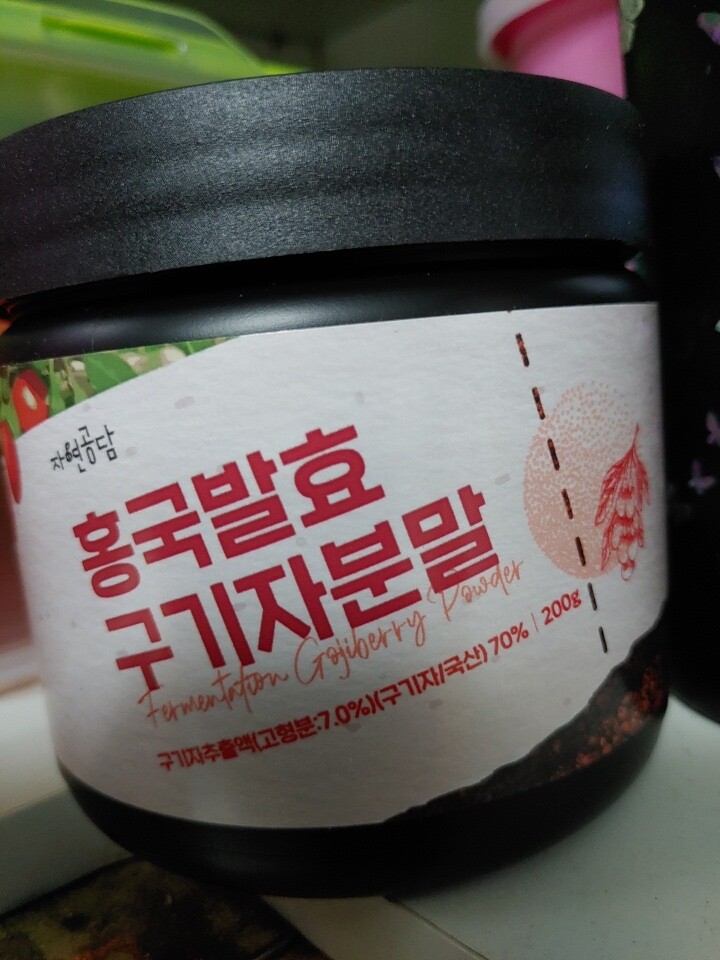 자연공담
홍국발효
구기자분말
Fermentation Gojiberry Powder
구기자추출액(고형분:7.0%)(구기자/국산) 70% | 200g